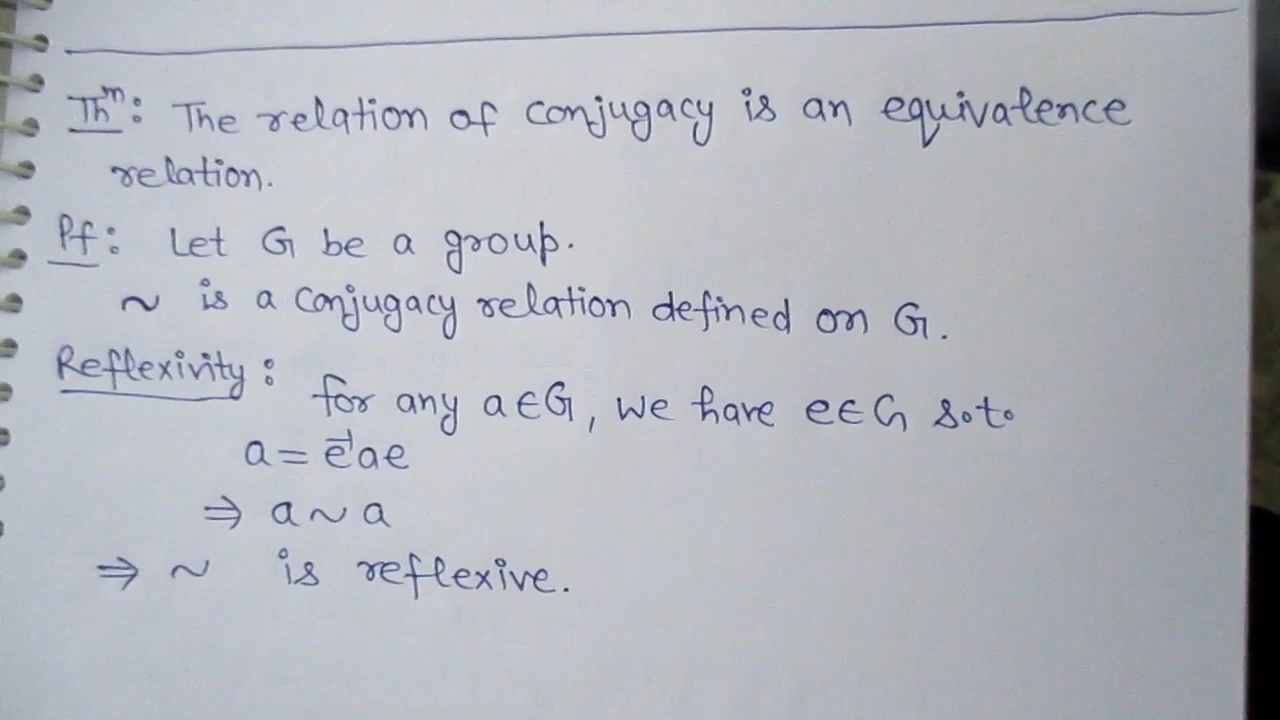 Thᵐ: The relation of conjugacy is an equivalence
relation.
Pf: Let G be a group.
~ is a conjugacy relation defined on G.
Reflexivity: for any a∈G, we have e∈G s.t.
a = e⁻¹ae
⇒ a ~ a
⇒ ~ is reflexive.